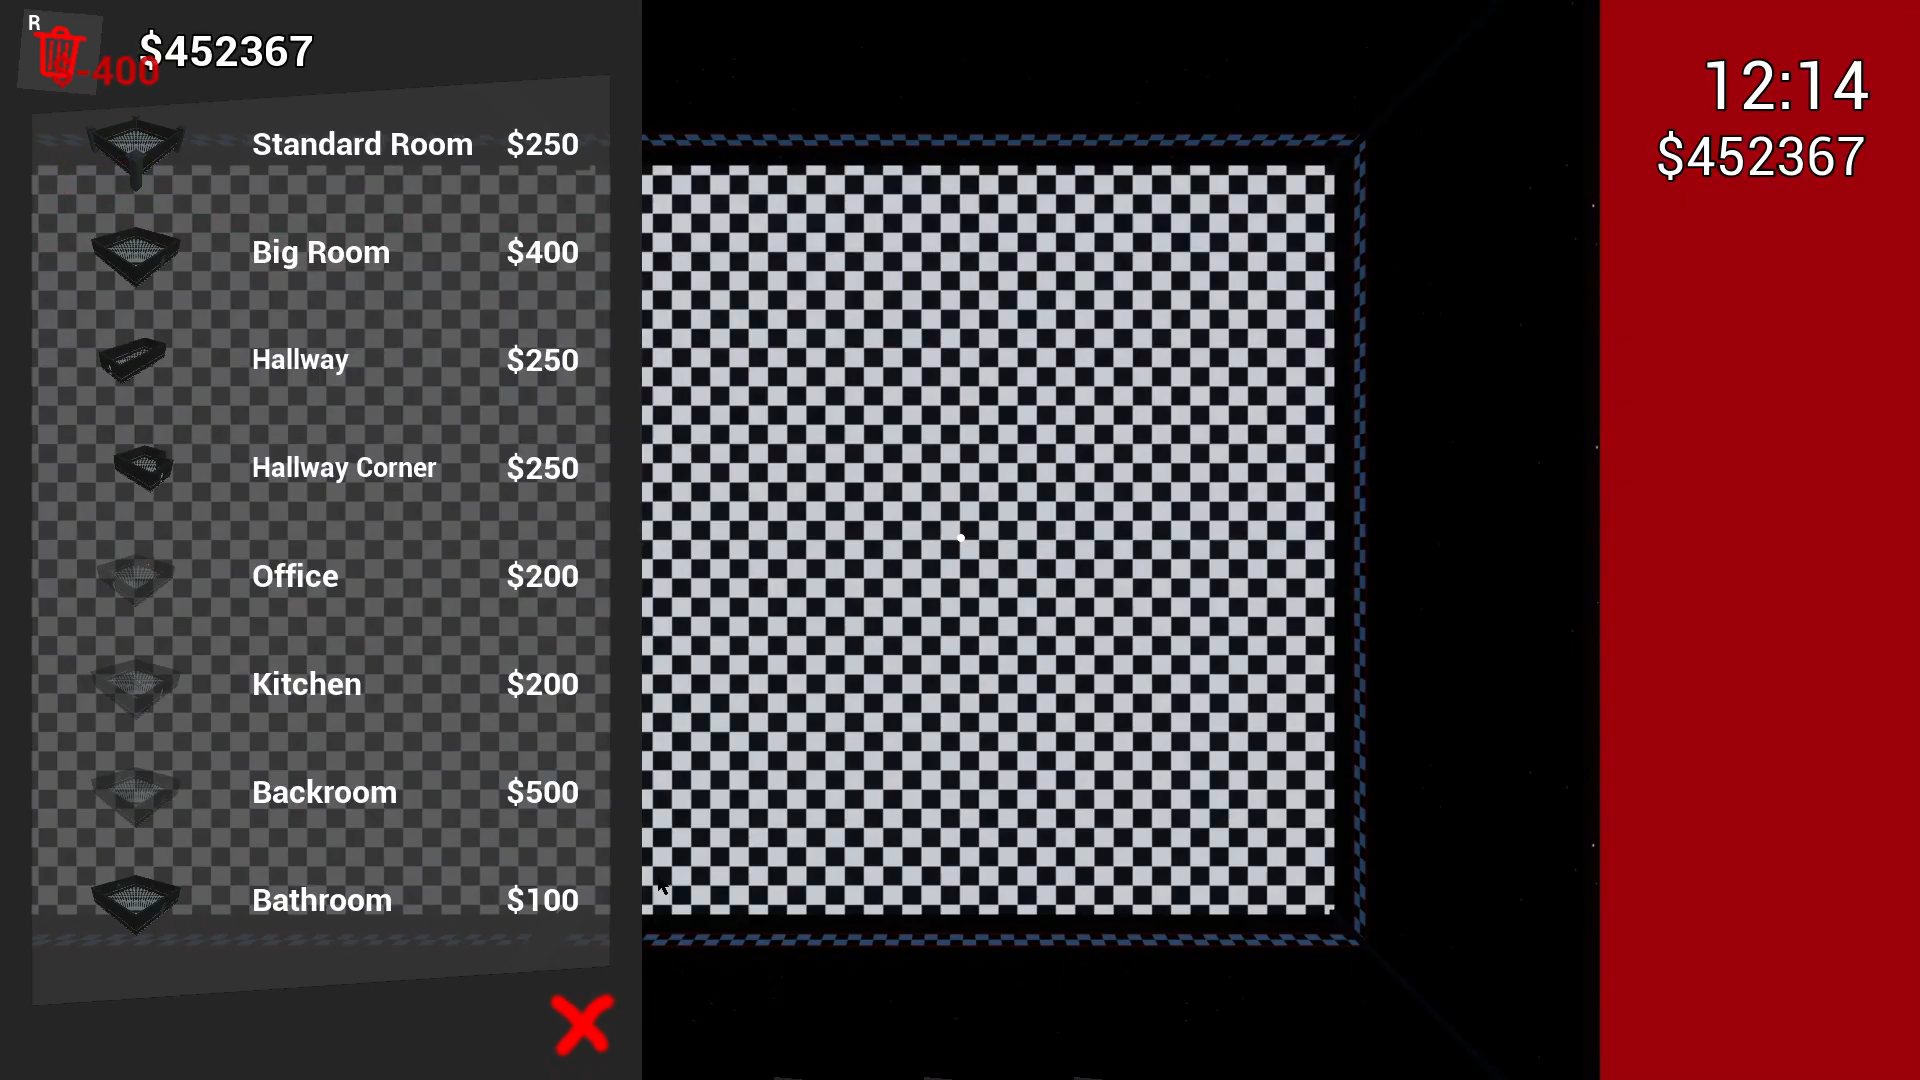 R
$-400
$452367
12:14
$452367
Standard Room $250
Big Room $400
Hallway $250
Hallway Corner $250
Office $200
Kitchen $200
Backroom $500
Bathroom $100